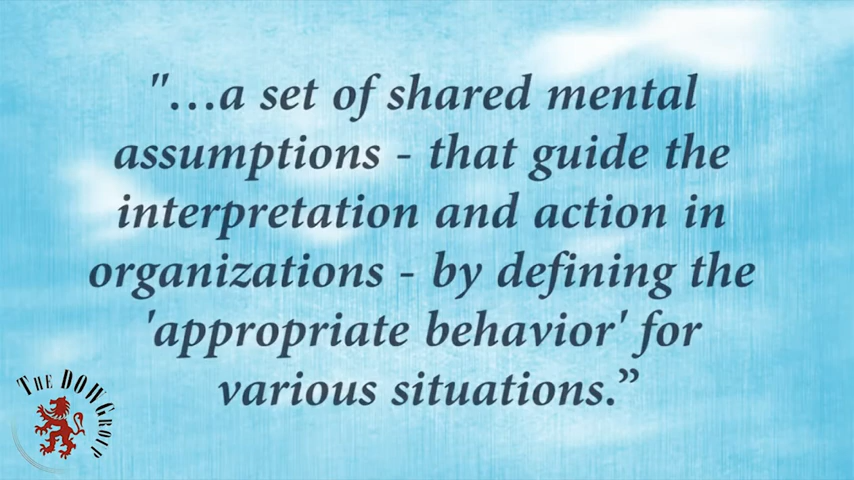 "...a set of shared mental
assumptions - that guide the
interpretation and action in
organizations - by defining the
'appropriate behavior' for
various situations.”
THE DOW GROUP